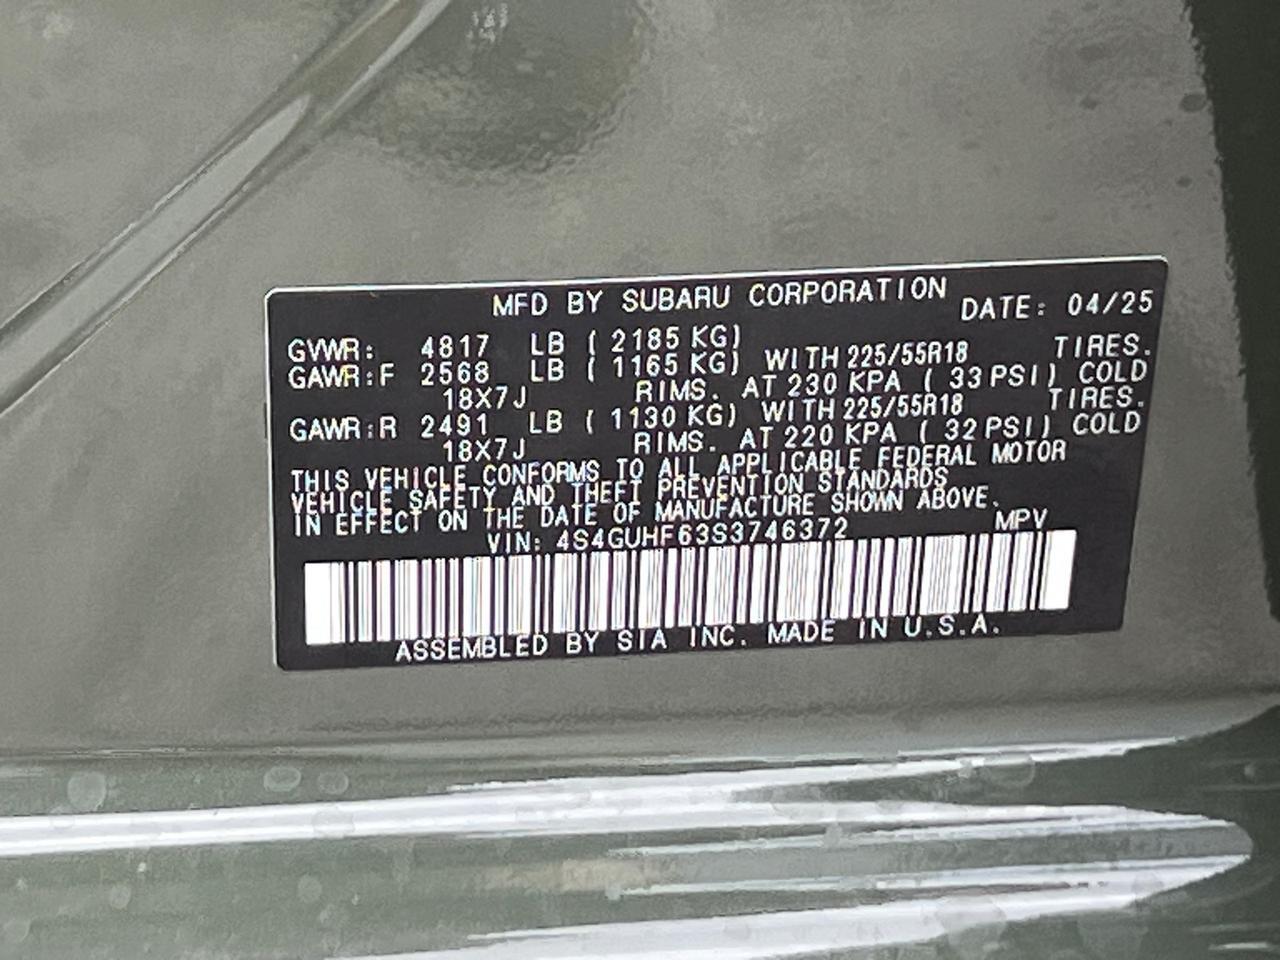 MFD BY SUBARU CORPORATION DATE: 04/25
GVWR: 4817 LB ( 2185 KG)
GAWR:F 2568 LB ( 1165 KG) WITH 225/55R18 TIRES.
18X7J RIMS. AT 230 KPA ( 33 PSI) COLD
GAWR:R 2491 LB ( 1130 KG) WITH 225/55R18 TIRES.
18X7J RIMS. AT 220 KPA ( 32 PSI) COLD
THIS VEHICLE CONFORMS TO ALL APPLICABLE FEDERAL MOTOR
VEHICLE SAFETY AND THEFT PREVENTION STANDARDS
IN EFFECT ON THE DATE OF MANUFACTURE SHOWN ABOVE.
VIN: 4S4GUHF63S3746372 MPV
ASSEMBLED BY SIA INC. MADE IN U.S.A.